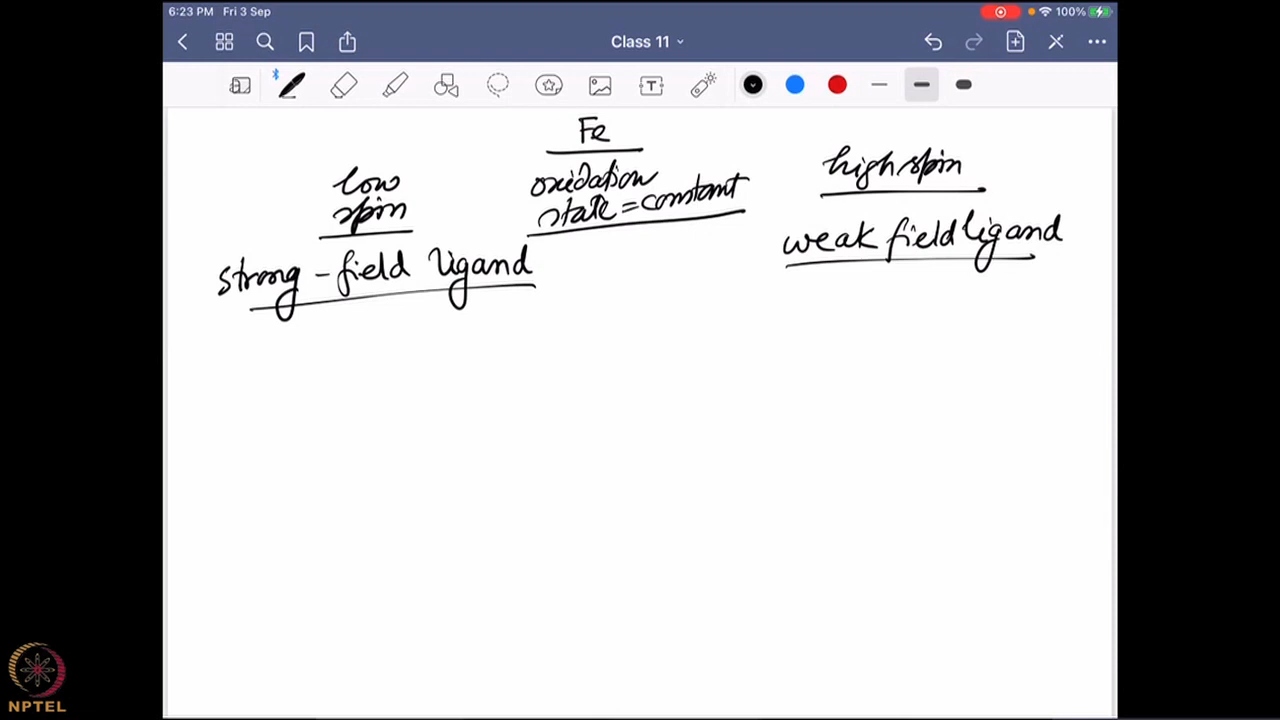 6:23 PM Fri 3 Sep
100%
Class 11
T
Fe
low
spin
oxidation
state = constant
high spin
strong - field ligand
weak field ligand
NPTEL